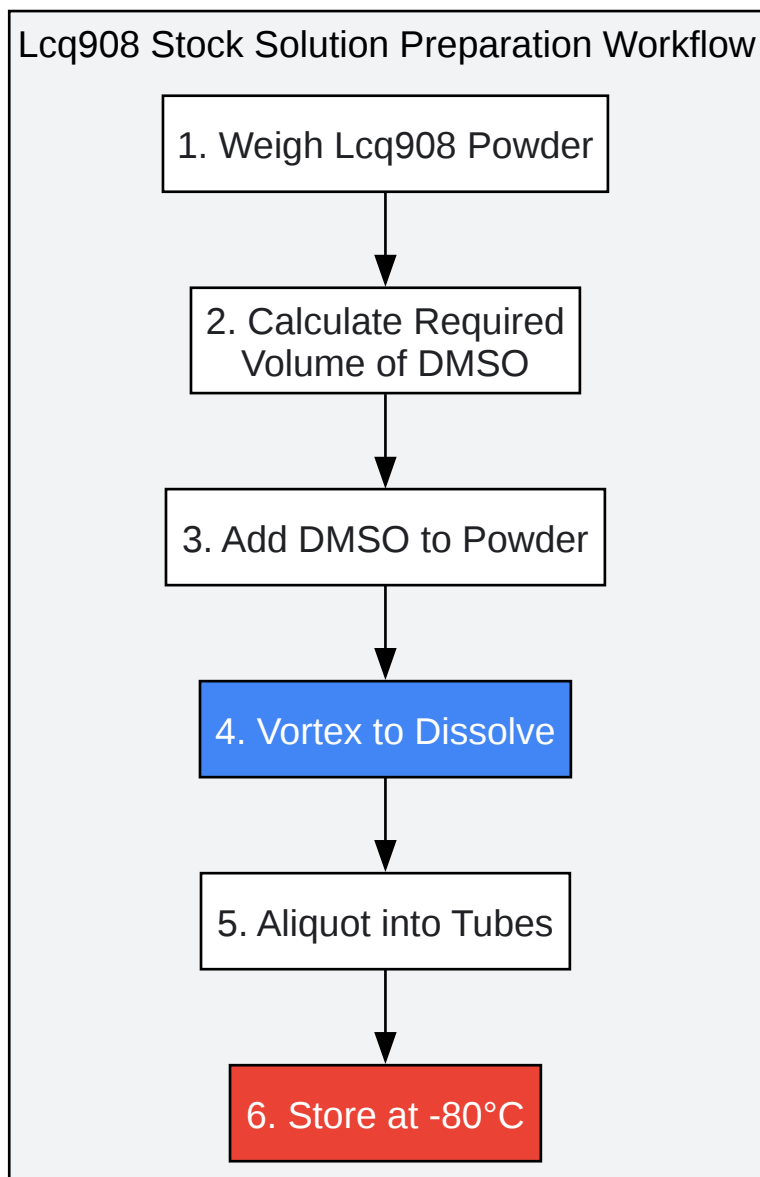 Lcq908 Stock Solution Preparation Workflow
1. Weigh Lcq908 Powder
2. Calculate Required
Volume of DMSO
3. Add DMSO to Powder
4. Vortex to Dissolve
5. Aliquot into Tubes
6. Store at -80°C